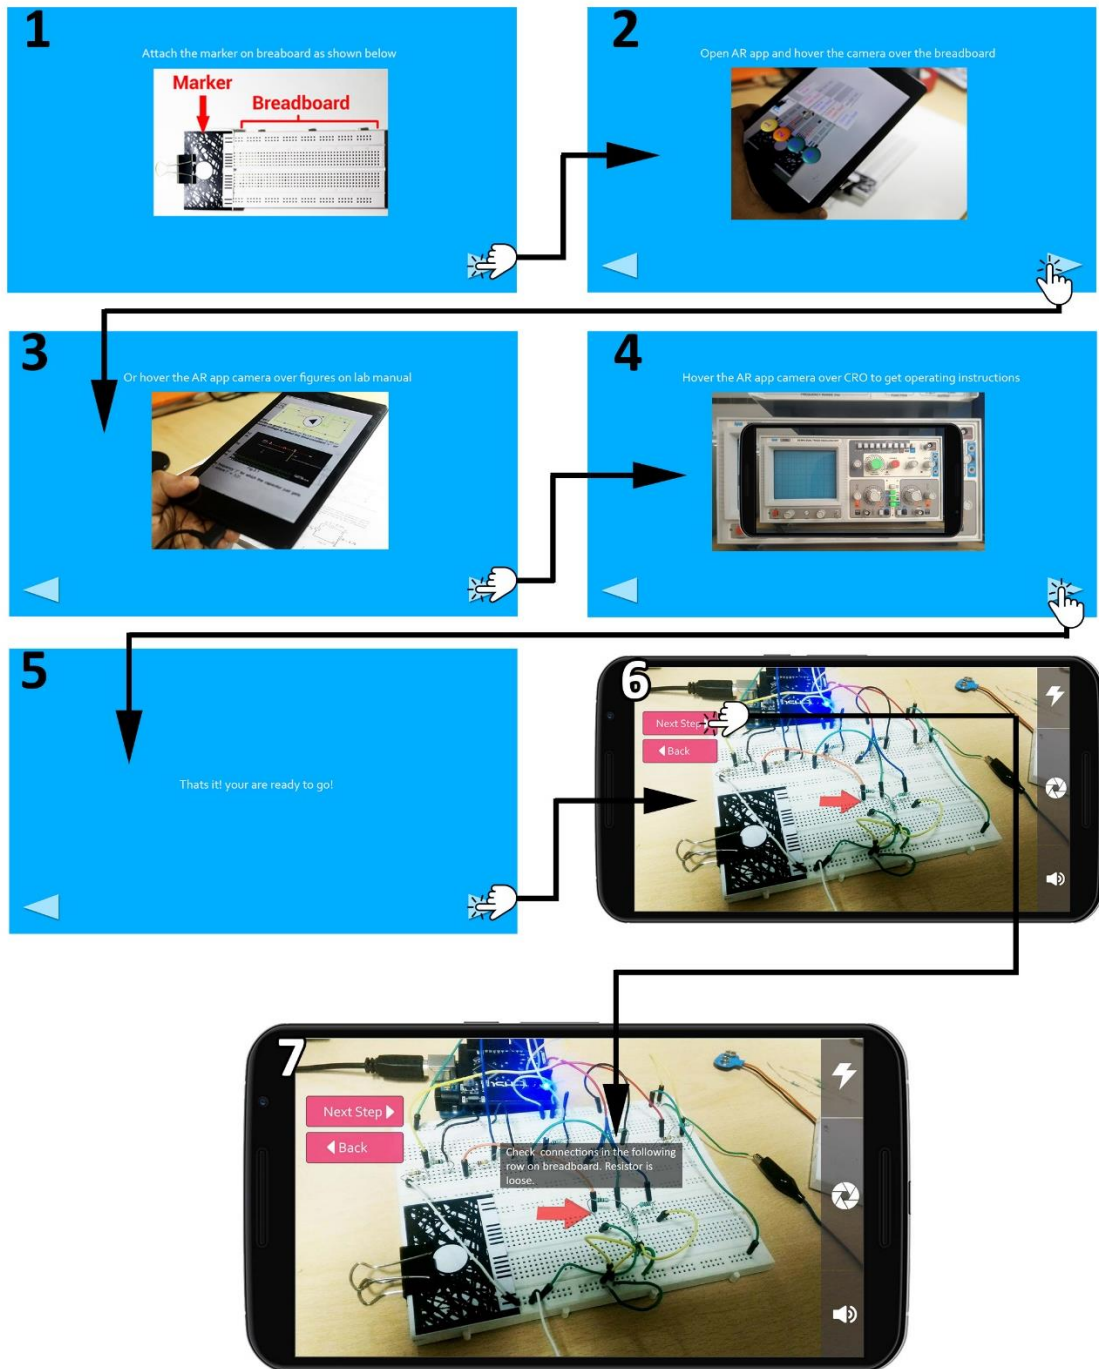 1
Attach the marker on breaboard as shown below
Marker
Breadboard
2
Open AR app and hover the camera over the breadboard
3
Or hover the AR app camera over figures on lab manual
4
Hover the AR app camera over CRO to get operating instructions
5
Thats it! your are ready to go!
6
Next Step
Back
7
Next Step
Back
Check connections in the following
row on breadboard. Resistor is
loose.